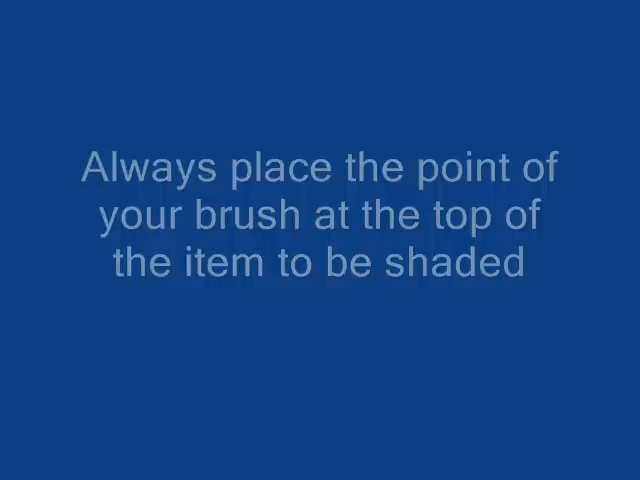 Always place the point of
your brush at the top of
the item to be shaded